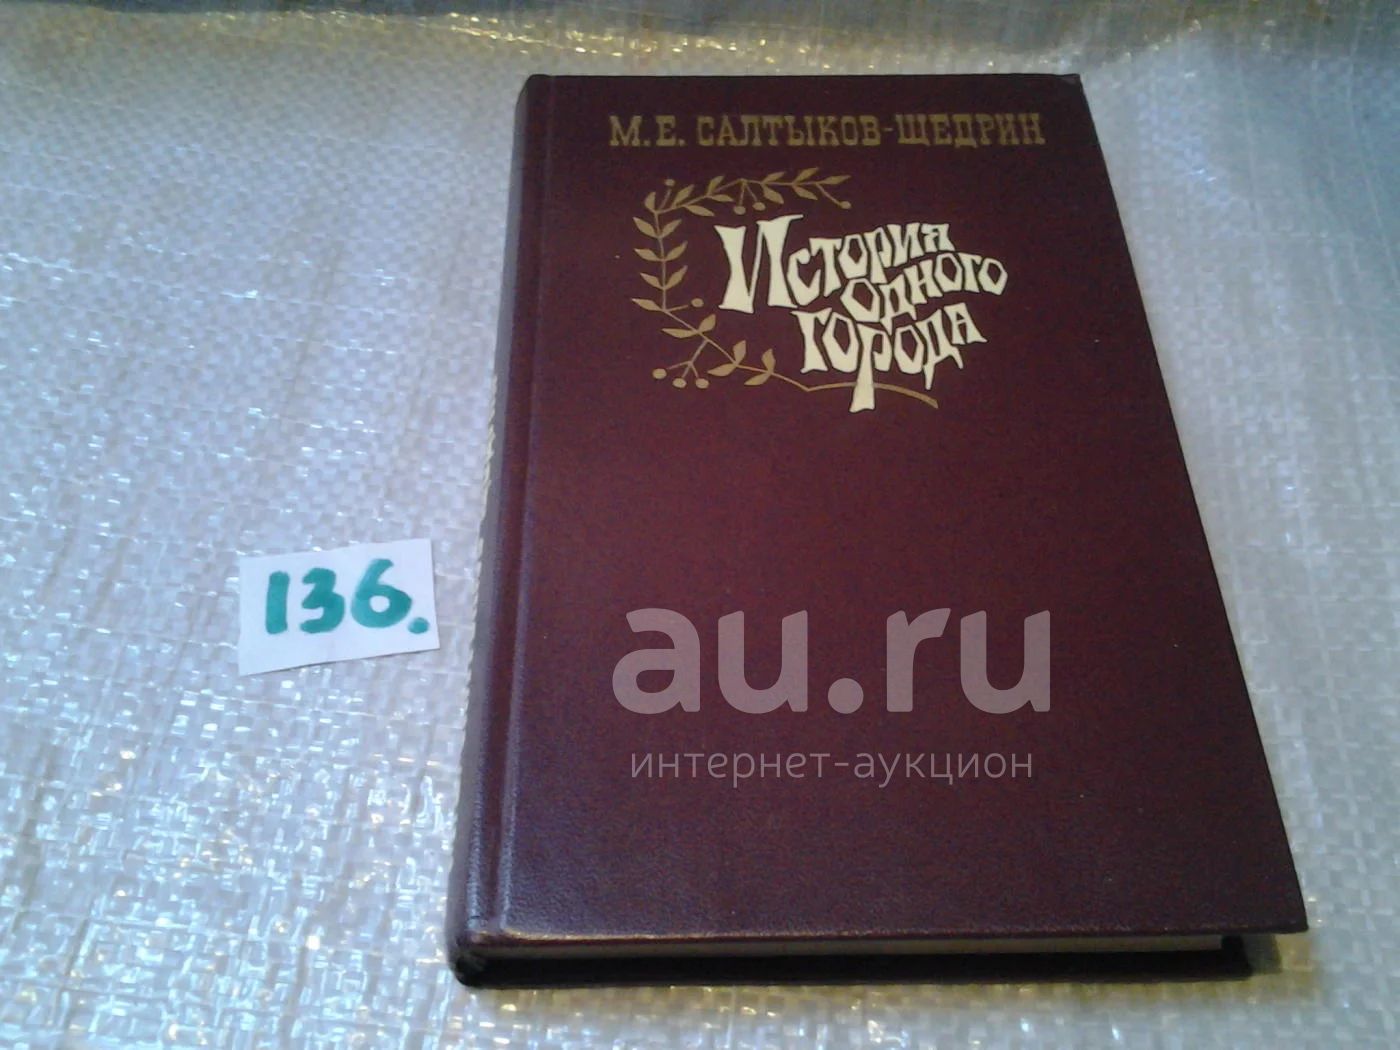 М.Е. САЛТЫКОВ-ЩЕДРИН
История
одного
города
136.
au.ru
интернет-аукцион